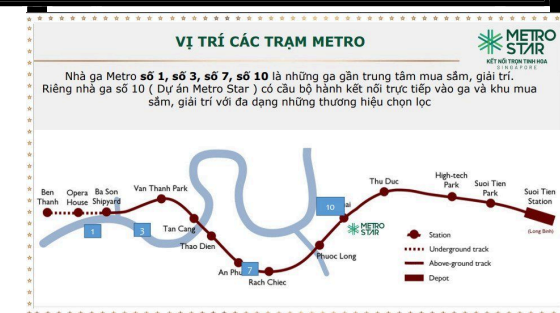 VỊ TRÍ CÁC TRẠM METRO
METRO
STAR
KẾT NỐI TRỌN TINH HOA
SINGAPORE
Nhà ga Metro số 1, số 3, số 7, số 10 là những ga gần trung tâm mua sắm, giải trí.
Riêng nhà ga số 10 ( Dự án Metro Star ) có cầu bộ hành kết nối trực tiếp vào ga và khu mua
sắm, giải trí với đa dạng những thương hiệu chọn lọc
Ben
Thanh
Opera
House
Ba Son
Shipyard
Van Thanh Park
Tan Cang
Thao Dien
An Phu
Rach Chiec
Phuoc Long
Thu Duc
High-tech
Park
Suoi Tien
Park
Suoi Tien
Station
(Long Binh)
1
3
7
10
METRO
STAR
Station
Underground track
Above-ground track
Depot